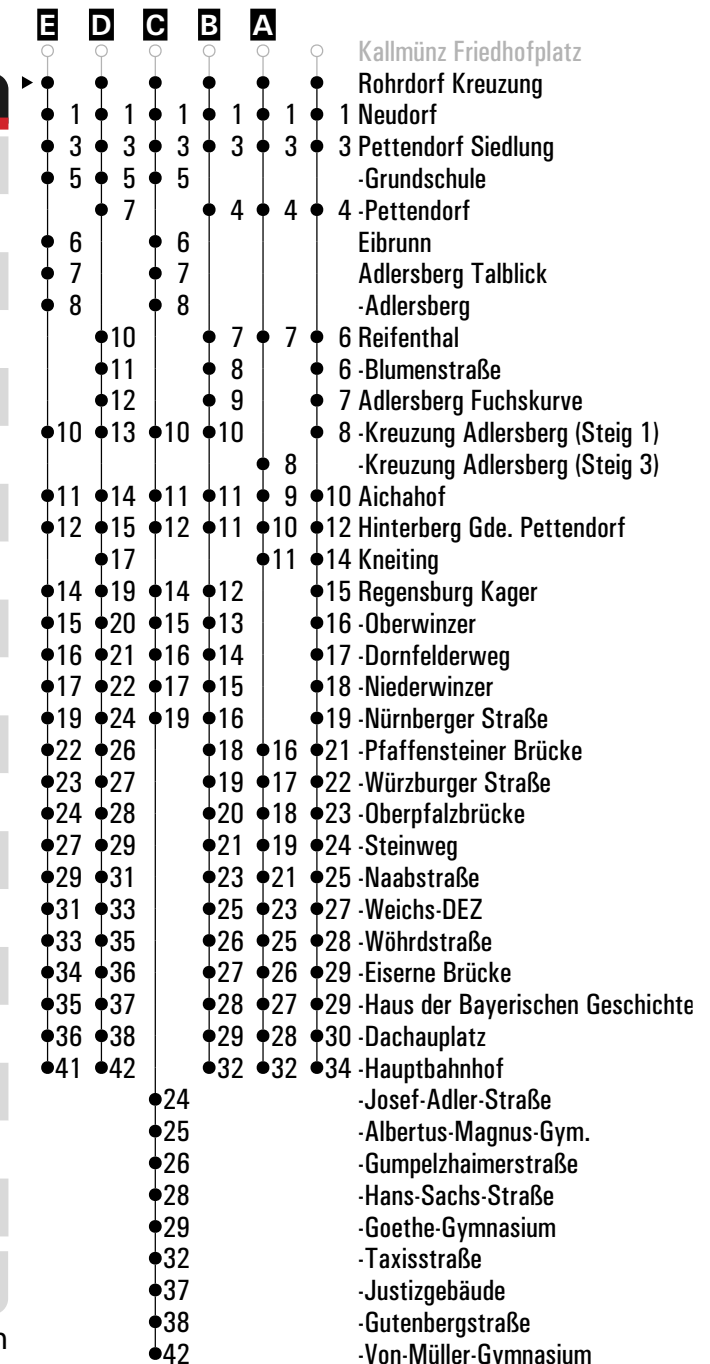 E D C B A
Kallmünz Friedhofplatz
Rohrdorf Kreuzung
1 1 1 1 1 1 Neudorf
3 3 3 3 3 3 Pettendorf Siedlung
5 5 5 -Grundschule
7 4 4 4 -Pettendorf
6 6 Eibrunn
7 7 Adlersberg Talblick
8 8 -Adlersberg
10 7 7 6 Reifenthal
11 8 6 -Blumenstraße
12 9 7 Adlersberg Fuchskurve
10 13 10 10 8 -Kreuzung Adlersberg (Steig 1)
8 -Kreuzung Adlersberg (Steig 3)
11 14 11 11 9 10 Aichahof
12 15 12 11 10 12 Hinterberg Gde. Pettendorf
17 11 14 Kneiting
14 19 14 12 15 Regensburg Kager
15 20 15 13 16 -Oberwinzer
16 21 16 14 17 -Dornfelderweg
17 22 17 15 18 -Niederwinzer
19 24 19 16 19 -Nürnberger Straße
22 26 18 16 21 -Pfaffensteiner Brücke
23 27 19 17 22 -Würzburger Straße
24 28 20 18 23 -Oberpfalzbrücke
27 29 21 19 24 -Steinweg
29 31 23 21 25 -Naabstraße
31 33 25 23 27 -Weichs-DEZ
33 35 26 25 28 -Wöhrdstraße
34 36 27 26 29 -Eiserne Brücke
35 37 28 27 29 -Haus der Bayerischen Geschichte
36 38 29 28 30 -Dachauplatz
41 42 32 32 34 -Hauptbahnhof
24 -Josef-Adler-Straße
25 -Albertus-Magnus-Gym.
26 -Gumpelzhaimerstraße
28 -Hans-Sachs-Straße
29 -Goethe-Gymnasium
32 -Taxisstraße
37 -Justizgebäude
38 -Gutenbergstraße
42 -Von-Müller-Gymnasium